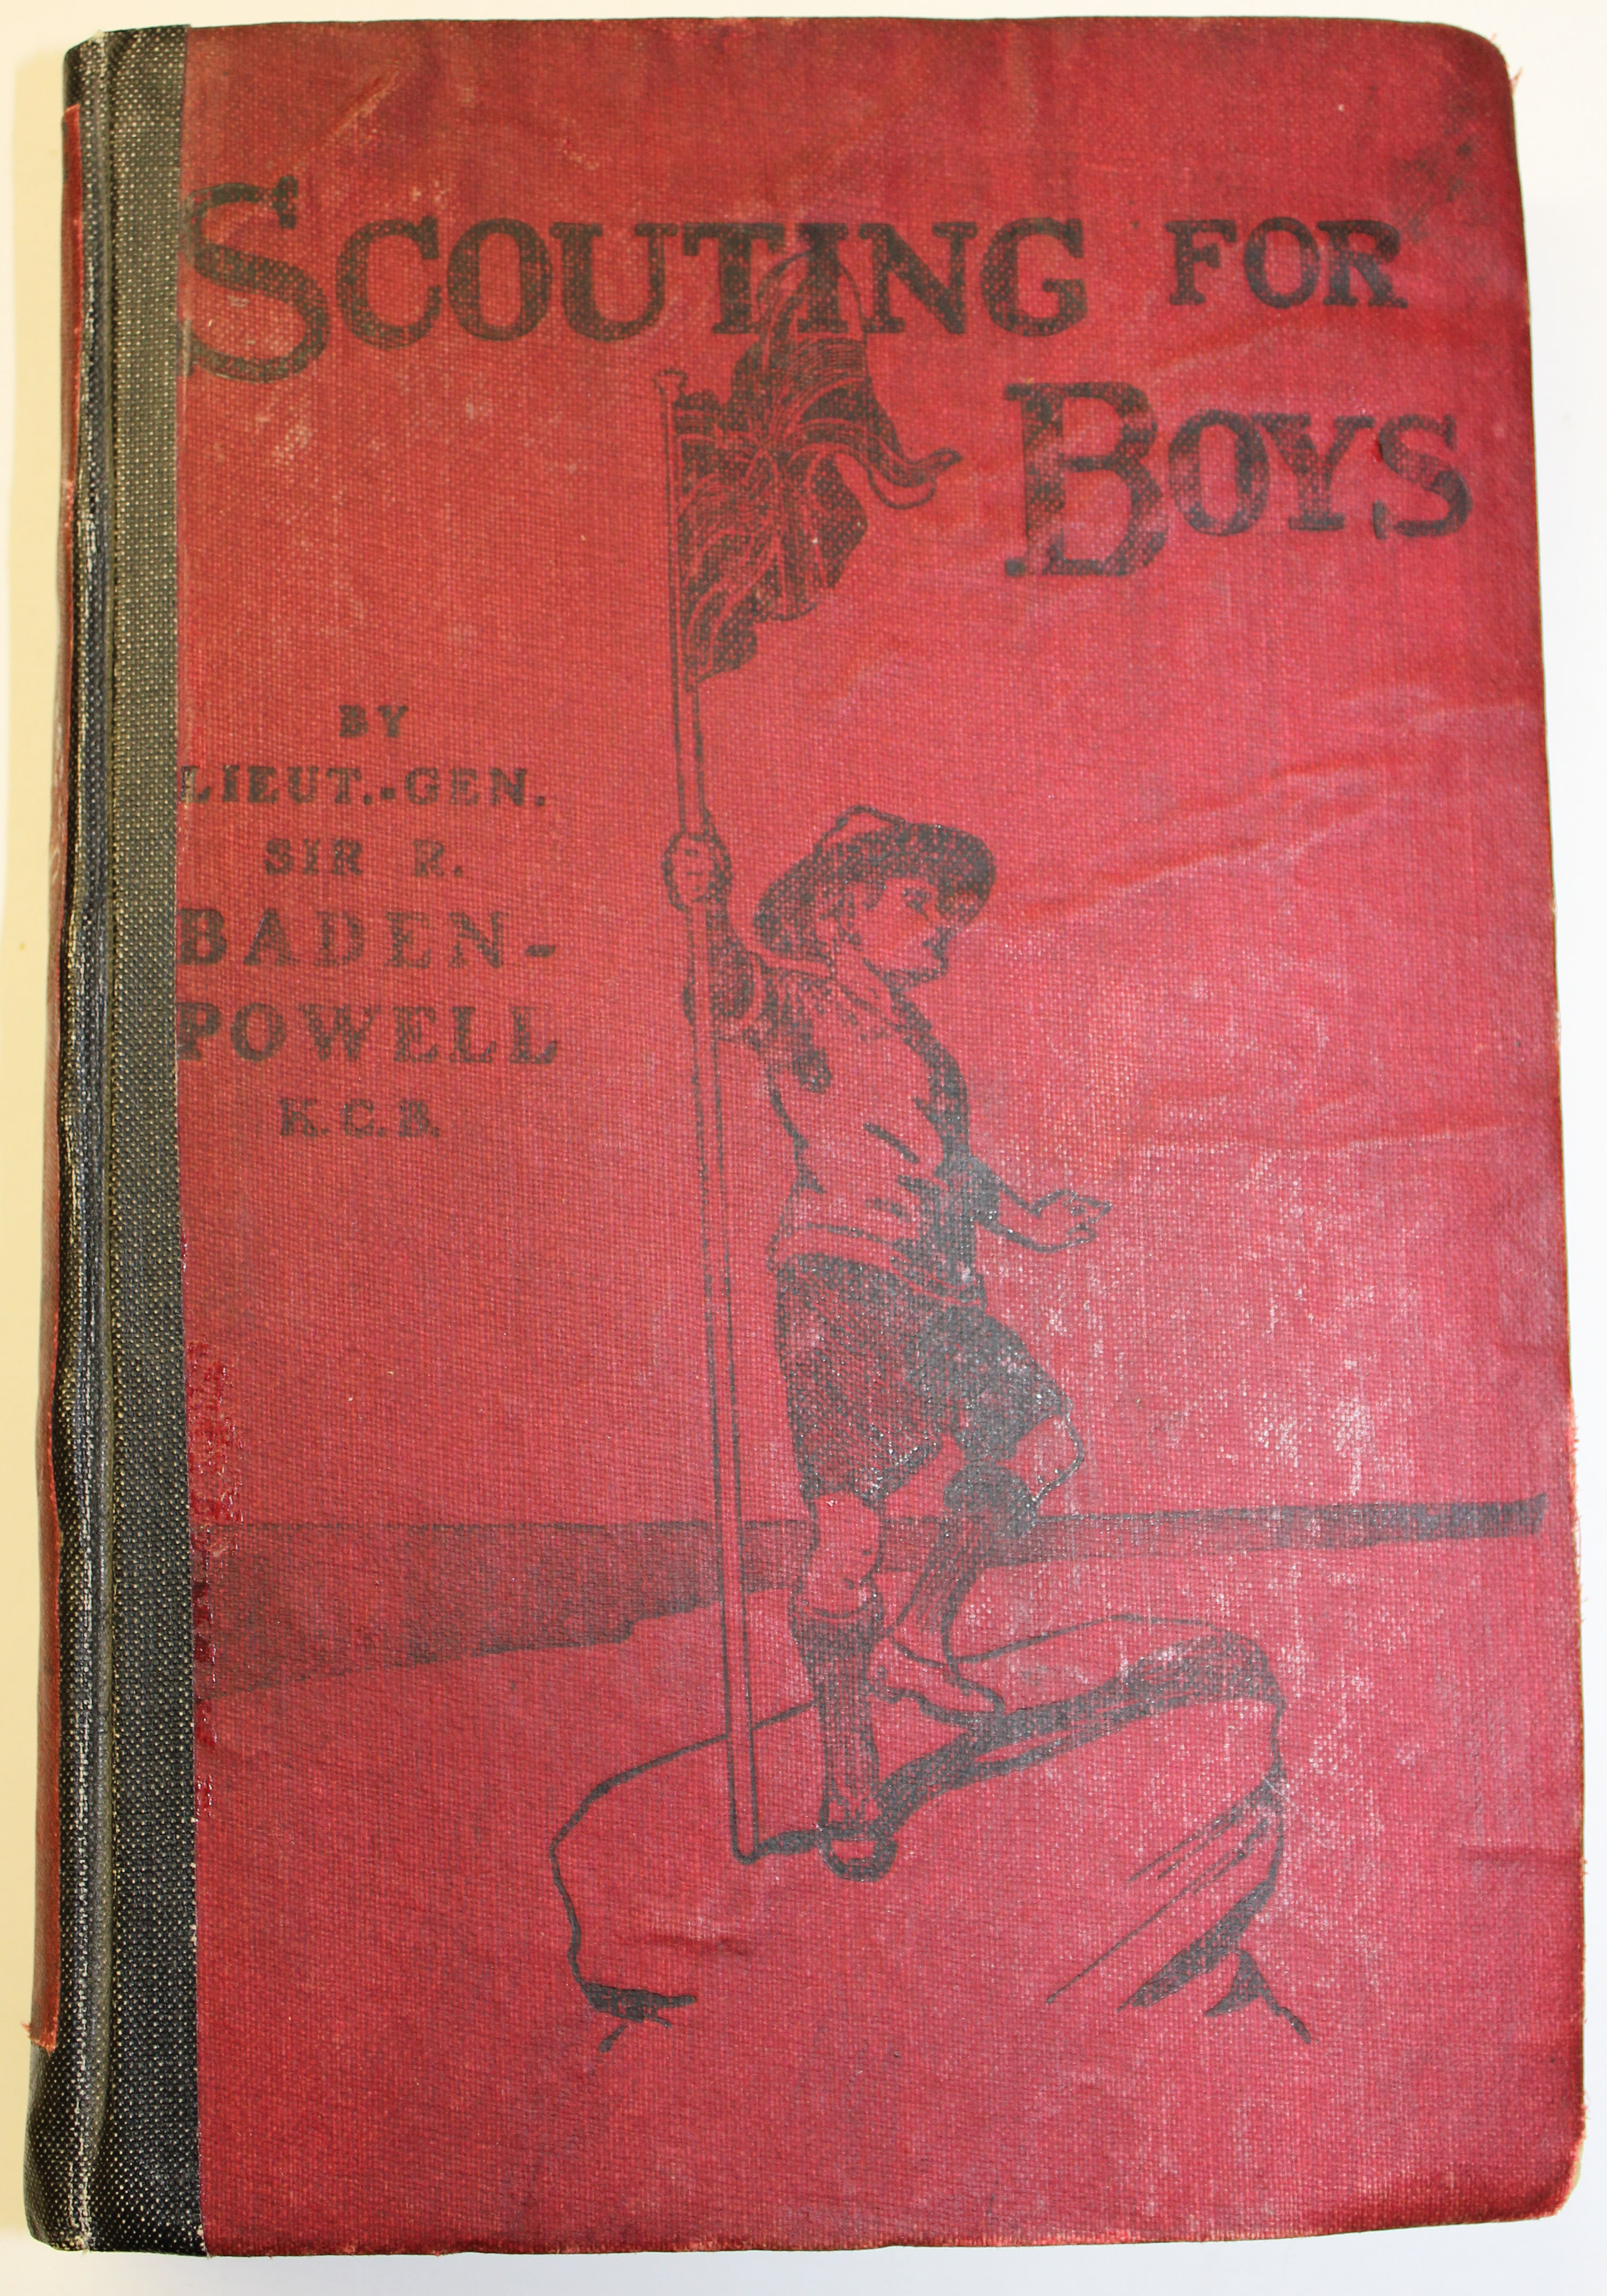 SCOUTING FOR
BOYS
BY
LIEUT.-GEN.
SIR R.
BADEN-
POWELL
K.C.B.